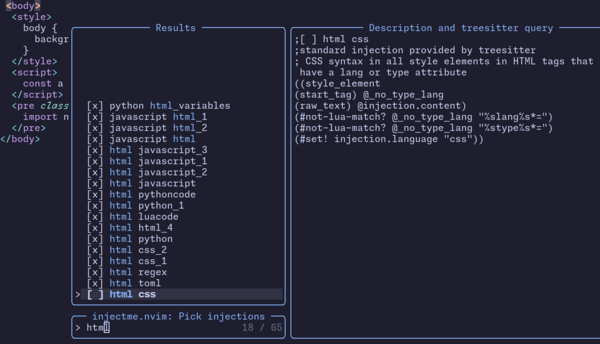 <body>
<style>
body {
backgr
}
</style>
<script>
const a
</script>
<pre class
import n
</pre>
</body>
Results
[x] python html_variables
[x] javascript html_1
[x] javascript html_2
[x] javascript html
[x] html javascript_3
[x] html javascript_1
[x] html javascript_2
[x] html javascript
[x] html pythoncode
[x] html python_1
[x] html luacode
[x] html html_4
[x] html python
[x] html css_2
[x] html css_1
[x] html regex
[x] html toml
> [ ] html css
injectme.nvim: Pick injections
> html
18 / 65
Description and treesitter query
;[ ] html css
;standard injection provided by treesitter
; CSS syntax in all style elements in HTML tags that
have a lang or type attribute
((style_element
(start_tag) @_no_type_lang
(raw_text) @injection.content)
(#not-lua-match? @_no_type_lang "%slang%s*=")
(#not-lua-match? @_no_type_lang "%stype%s*=")
(#set! injection.language "css"))